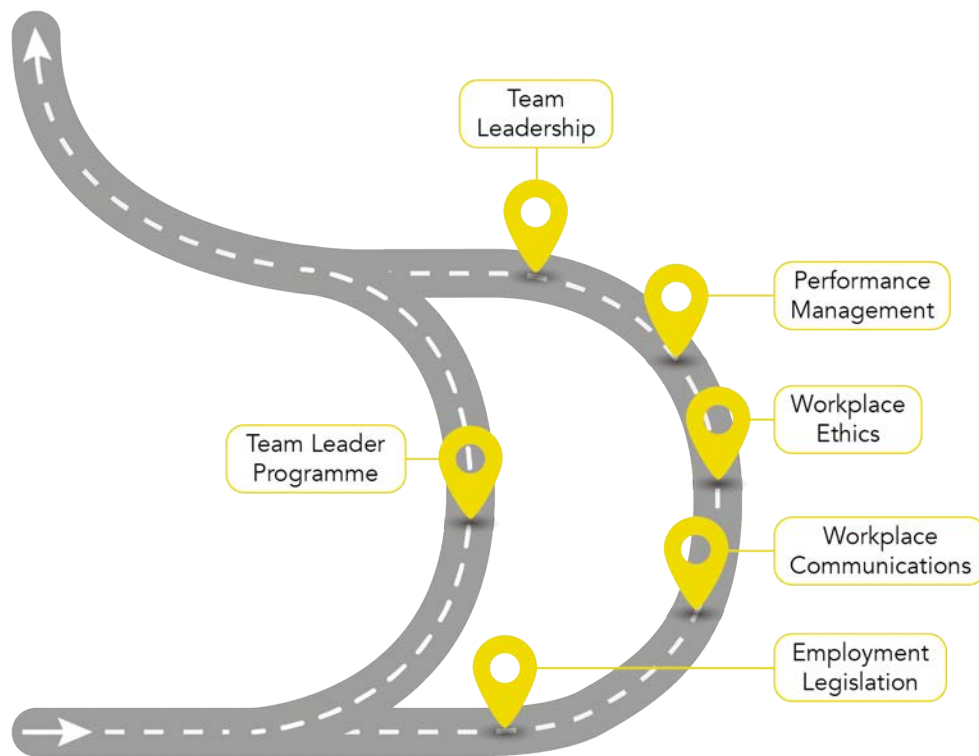 Team
Leadership
Performance
Management
Workplace
Ethics
Team Leader
Programme
Workplace
Communications
Employment
Legislation